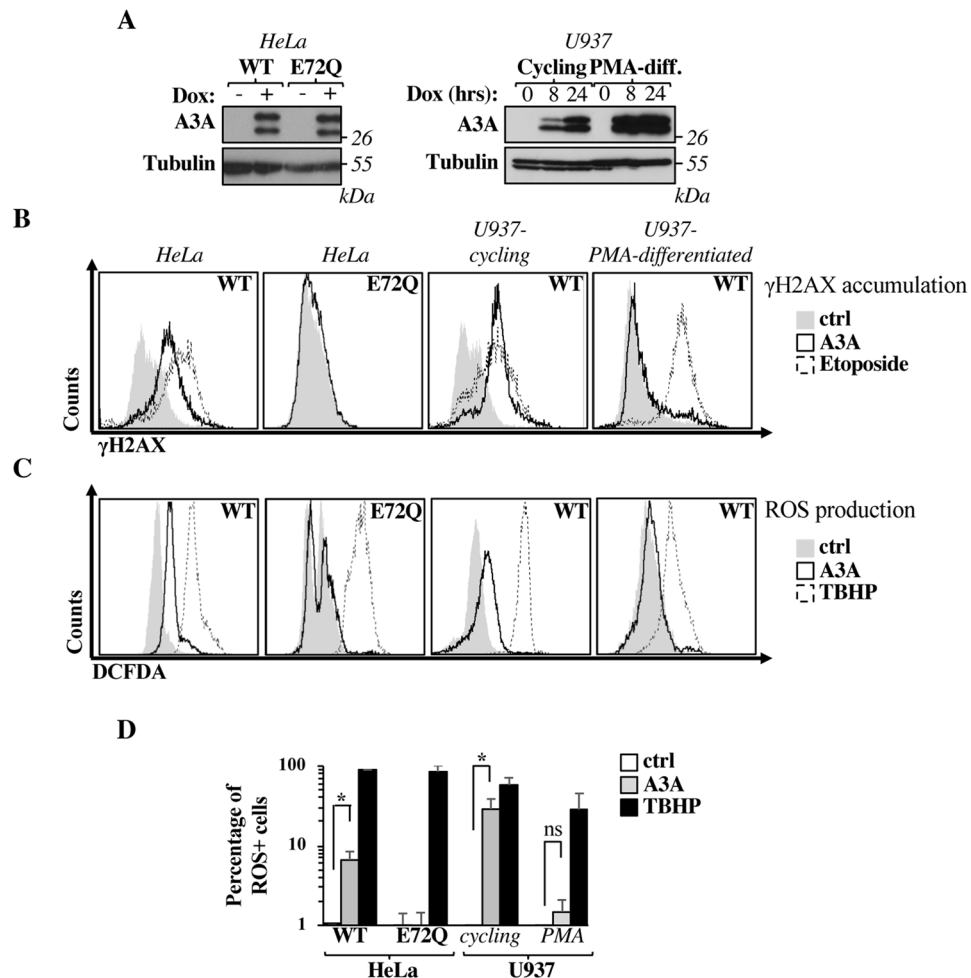 A
HeLa
U937
WT E72Q
Cycling PMA-diff.
Dox: - + - +
Dox (hrs): 0 8 24 0 8 24
A3A
26
A3A
26
Tubulin
55
Tubulin
55
kDa
kDa
B
HeLa
HeLa
U937-
cycling
U937-
PMA-differentiated
WT
E72Q
WT
WT
γH2AX accumulation
ctrl
A3A
Etoposide
Counts
γH2AX
C
WT
E72Q
WT
WT
ROS production
ctrl
A3A
TBHP
Counts
DCFDA
D
100
10
1
Percentage of
ROS+ cells
*
*
ns
ctrl
A3A
TBHP
WT E72Q cycling PMA
HeLa U937